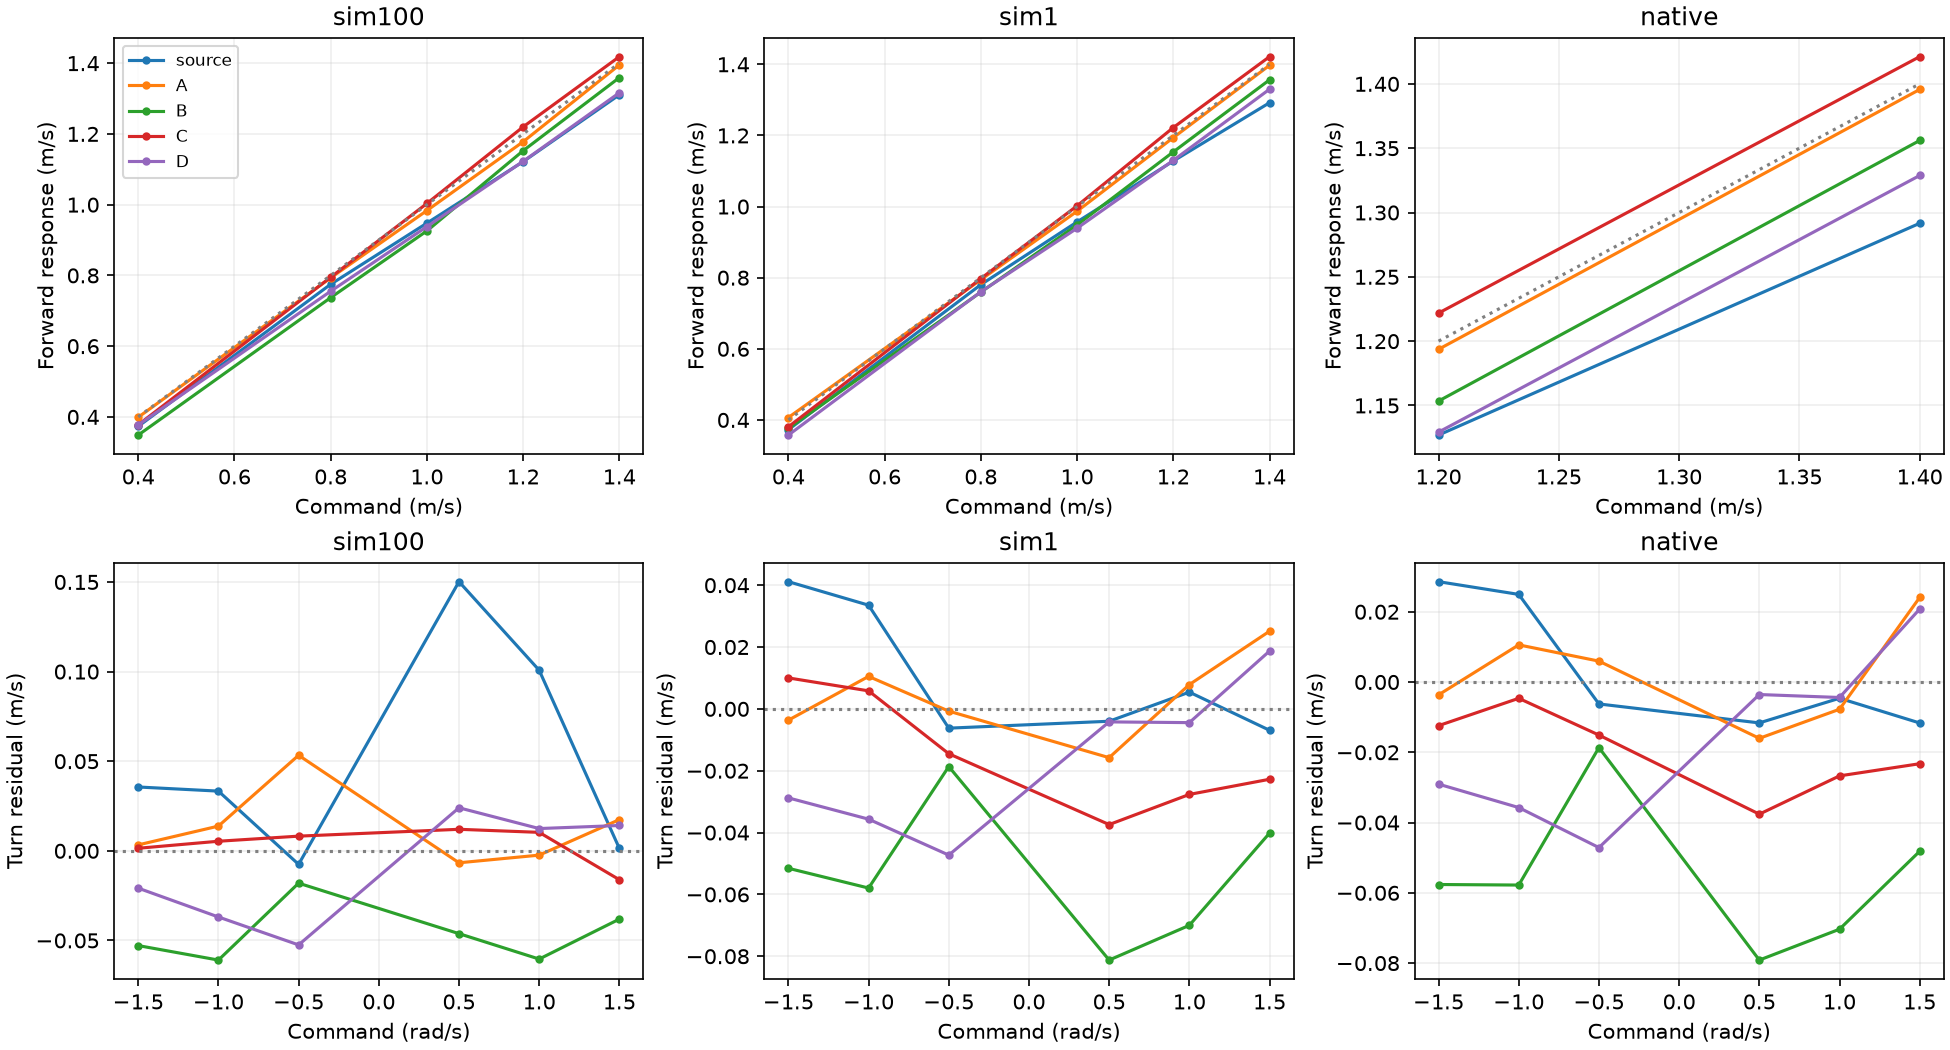 sim100
sim1
native
source
A
B
C
D
Forward response (m/s)
1.4
1.2
1.0
0.8
0.6
0.4
0.4 0.6 0.8 1.0 1.2 1.4
Command (m/s)
Forward response (m/s)
1.4
1.2
1.0
0.8
0.6
0.4
0.4 0.6 0.8 1.0 1.2 1.4
Command (m/s)
Forward response (m/s)
1.40
1.35
1.30
1.25
1.20
1.15
1.20 1.25 1.30 1.35 1.40
Command (m/s)
sim100
sim1
native
Turn residual (m/s)
0.15
0.10
0.05
0.00
−0.05
−1.5 −1.0 −0.5 0.0 0.5 1.0 1.5
Command (rad/s)
Turn residual (m/s)
0.04
0.02
0.00
−0.02
−0.04
−0.06
−0.08
−1.5 −1.0 −0.5 0.0 0.5 1.0 1.5
Command (rad/s)
Turn residual (m/s)
0.02
0.00
−0.02
−0.04
−0.06
−0.08
−1.5 −1.0 −0.5 0.0 0.5 1.0 1.5
Command (rad/s)